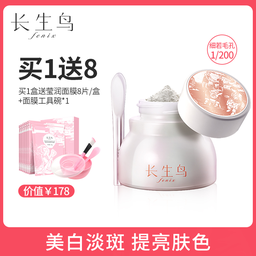 长生鸟
fenix
细若毛孔
1/200
买1送8
买1盒送莹润面膜8片/盒
+面膜工具碗*1
长生鸟
fenix
价值¥178
美白淡斑 提亮肤色